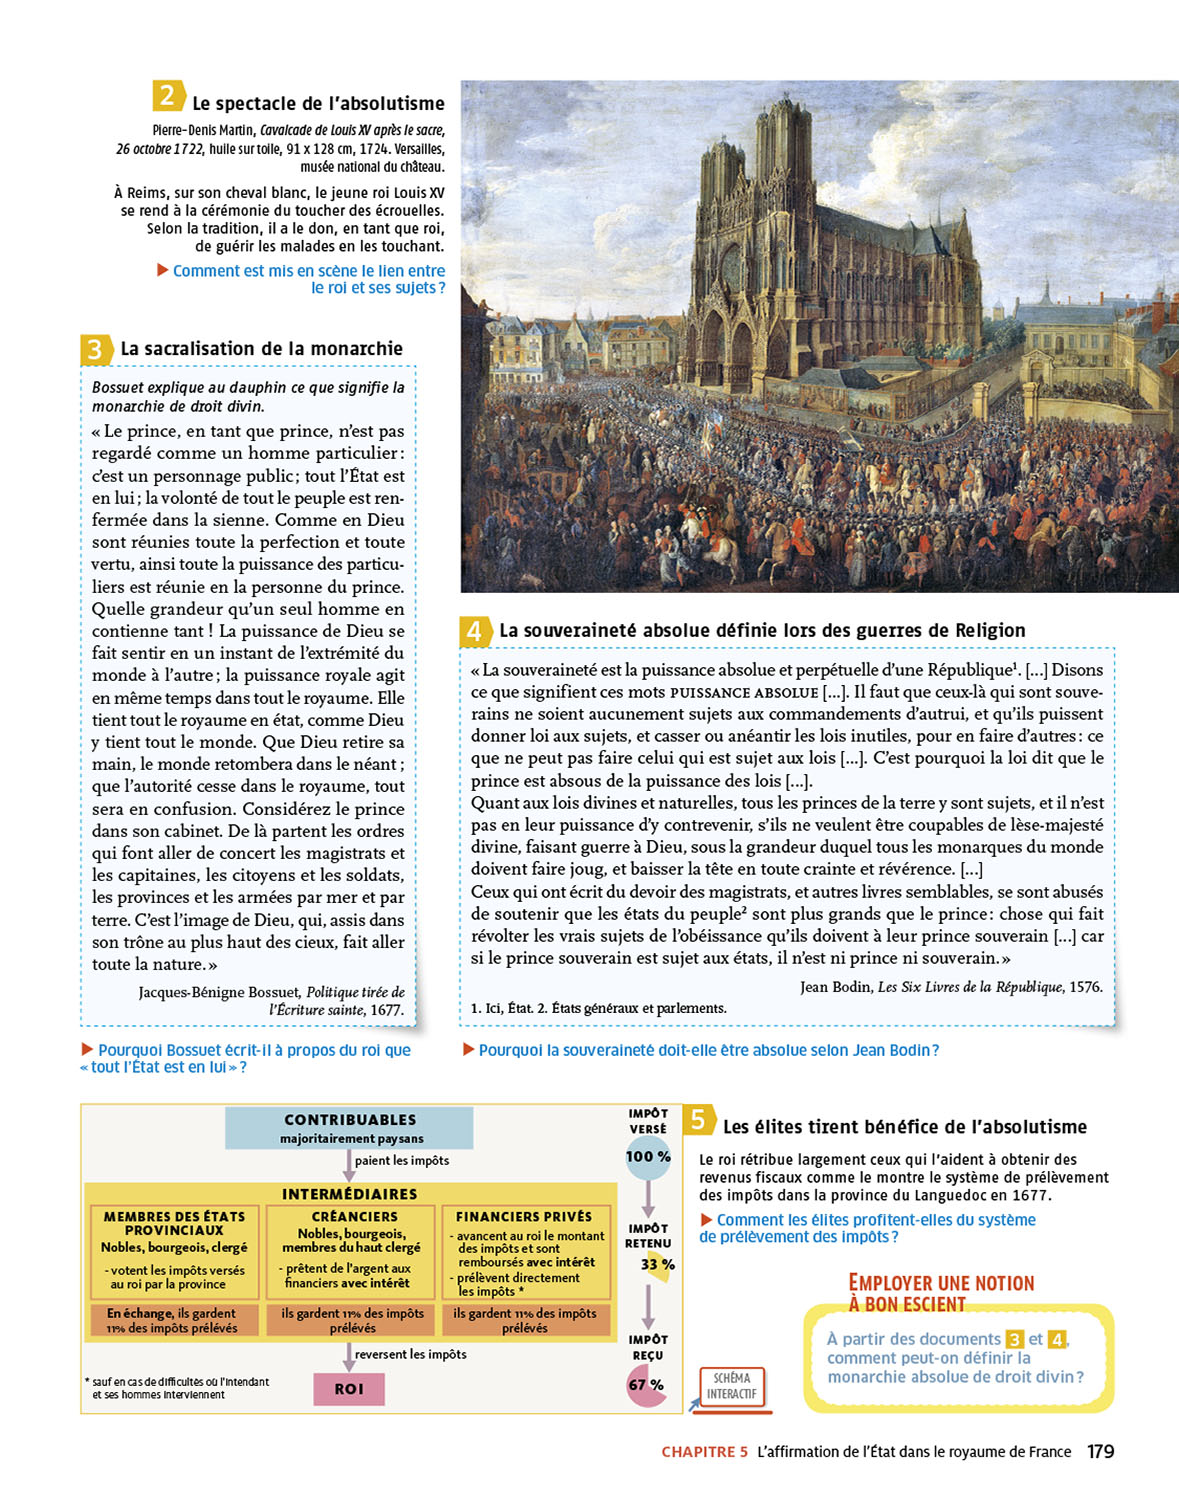 2 Le spectacle de l'absolutisme
Pierre-Denis Martin, Cavalcade de Louis XV après le sacre,
26 octobre 1722, huile sur toile, 91 x 128 cm, 1724. Versailles,
musée national du château.
À Reims, sur son cheval blanc, le jeune roi Louis XV
se rend à la cérémonie du toucher des écrouelles.
Selon la tradition, il a le don, en tant que roi,
de guérir les malades en les touchant.
▶ Comment est mis en scène le lien entre
le roi et ses sujets ?
3 La sacralisation de la monarchie
Bossuet explique au dauphin ce que signifie la
monarchie de droit divin.
« Le prince, en tant que prince, n'est pas
regardé comme un homme particulier :
c'est un personnage public ; tout l'État est
en lui ; la volonté de tout le peuple est ren-
fermée dans la sienne. Comme en Dieu
sont réunies toute la perfection et toute
vertu, ainsi toute la puissance des particu-
liers est réunie en la personne du prince.
Quelle grandeur qu'un seul homme en
contienne tant ! La puissance de Dieu se
fait sentir en un instant de l'extrémité du
monde à l'autre ; la puissance royale agit
en même temps dans tout le royaume. Elle
tient tout le royaume en état, comme Dieu
y tient tout le monde. Que Dieu retire sa
main, le monde retombera dans le néant ;
que l'autorité cesse dans le royaume, tout
sera en confusion. Considérez le prince
dans son cabinet. De là partent les ordres
qui font aller de concert les magistrats et
les capitaines, les citoyens et les soldats,
les provinces et les armées par mer et par
terre. C'est l'image de Dieu, qui, assis dans
son trône au plus haut des cieux, fait aller
toute la nature. »
Jacques-Bénigne Bossuet, Politique tirée de
l'Écriture sainte, 1677.
▶ Pourquoi Bossuet écrit-il à propos du roi que
« tout l'État est en lui » ?
4 La souveraineté absolue définie lors des guerres de Religion
« La souveraineté est la puissance absolue et perpétuelle d'une République¹. [...] Disons
ce que signifient ces mots PUISSANCE ABSOLUE [...]. Il faut que ceux-là qui sont souve-
rains ne soient aucunement sujets aux commandements d'autrui, et qu'ils puissent
donner loi aux sujets, et casser ou anéantir les lois inutiles, pour en faire d'autres : ce
que ne peut pas faire celui qui est sujet aux lois [...]. C'est pourquoi la loi dit que le
prince est absous de la puissance des lois [...].
Quant aux lois divines et naturelles, tous les princes de la terre y sont sujets, et il n'est
pas en leur puissance d'y contrevenir, s'ils ne veulent être coupables de lèse-majesté
divine, faisant guerre à Dieu, sous la grandeur duquel tous les monarques du monde
doivent faire joug, et baisser la tête en toute crainte et révérence. [...]
Ceux qui ont écrit du devoir des magistrats, et autres livres semblables, se sont abusés
de soutenir que les états du peuple² sont plus grands que le prince : chose qui fait
révolter les vrais sujets de l'obéissance qu'ils doivent à leur prince souverain [...] car
si le prince souverain est sujet aux états, il n'est ni prince ni souverain. »
Jean Bodin, Les Six Livres de la République, 1576.
1. Ici, État. 2. États généraux et parlements.
▶ Pourquoi la souveraineté doit-elle être absolue selon Jean Bodin ?
CONTRIBUABLES
majoritairement paysans
paient les impôts
INTERMÉDIAIRES
MEMBRES DES ÉTATS
PROVINCIAUX
Nobles, bourgeois, clergé
- votent les impôts versés
au roi par la province
En échange, ils gardent
11% des impôts prélévés
CRÉANCIERS
Nobles, bourgeois,
membres du haut clergé
- prêtent de l'argent aux
financiers avec intérêt
ils gardent 11% des impôts
prélévés
FINANCIERS PRIVÉS
- avancent au roi le montant
des impôts et sont
remboursés avec intérêt
- prélèvent directement
les impôts *
ils gardent 11% des impôts
prélévés
reversent les impôts
ROI
* sauf en cas de difficultés où l'intendant
et ses hommes interviennent
IMPÔT
VERSÉ
100 %
IMPÔT
RETENU
33 %
IMPÔT
REÇU
67 %
5 Les élites tirent bénéfice de l'absolutisme
Le roi rétribue largement ceux qui l'aident à obtenir des
revenus fiscaux comme le montre le système de prélèvement
des impôts dans la province du Languedoc en 1677.
▶ Comment les élites profitent-elles du système
de prélèvement des impôts ?
SCHÉMA
INTERACTIF
EMPLOYER UNE NOTION
À BON ESCIENT
À partir des documents 3 et 4,
comment peut-on définir la
monarchie absolue de droit divin ?
CHAPITRE 5 L'affirmation de l'État dans le royaume de France 179